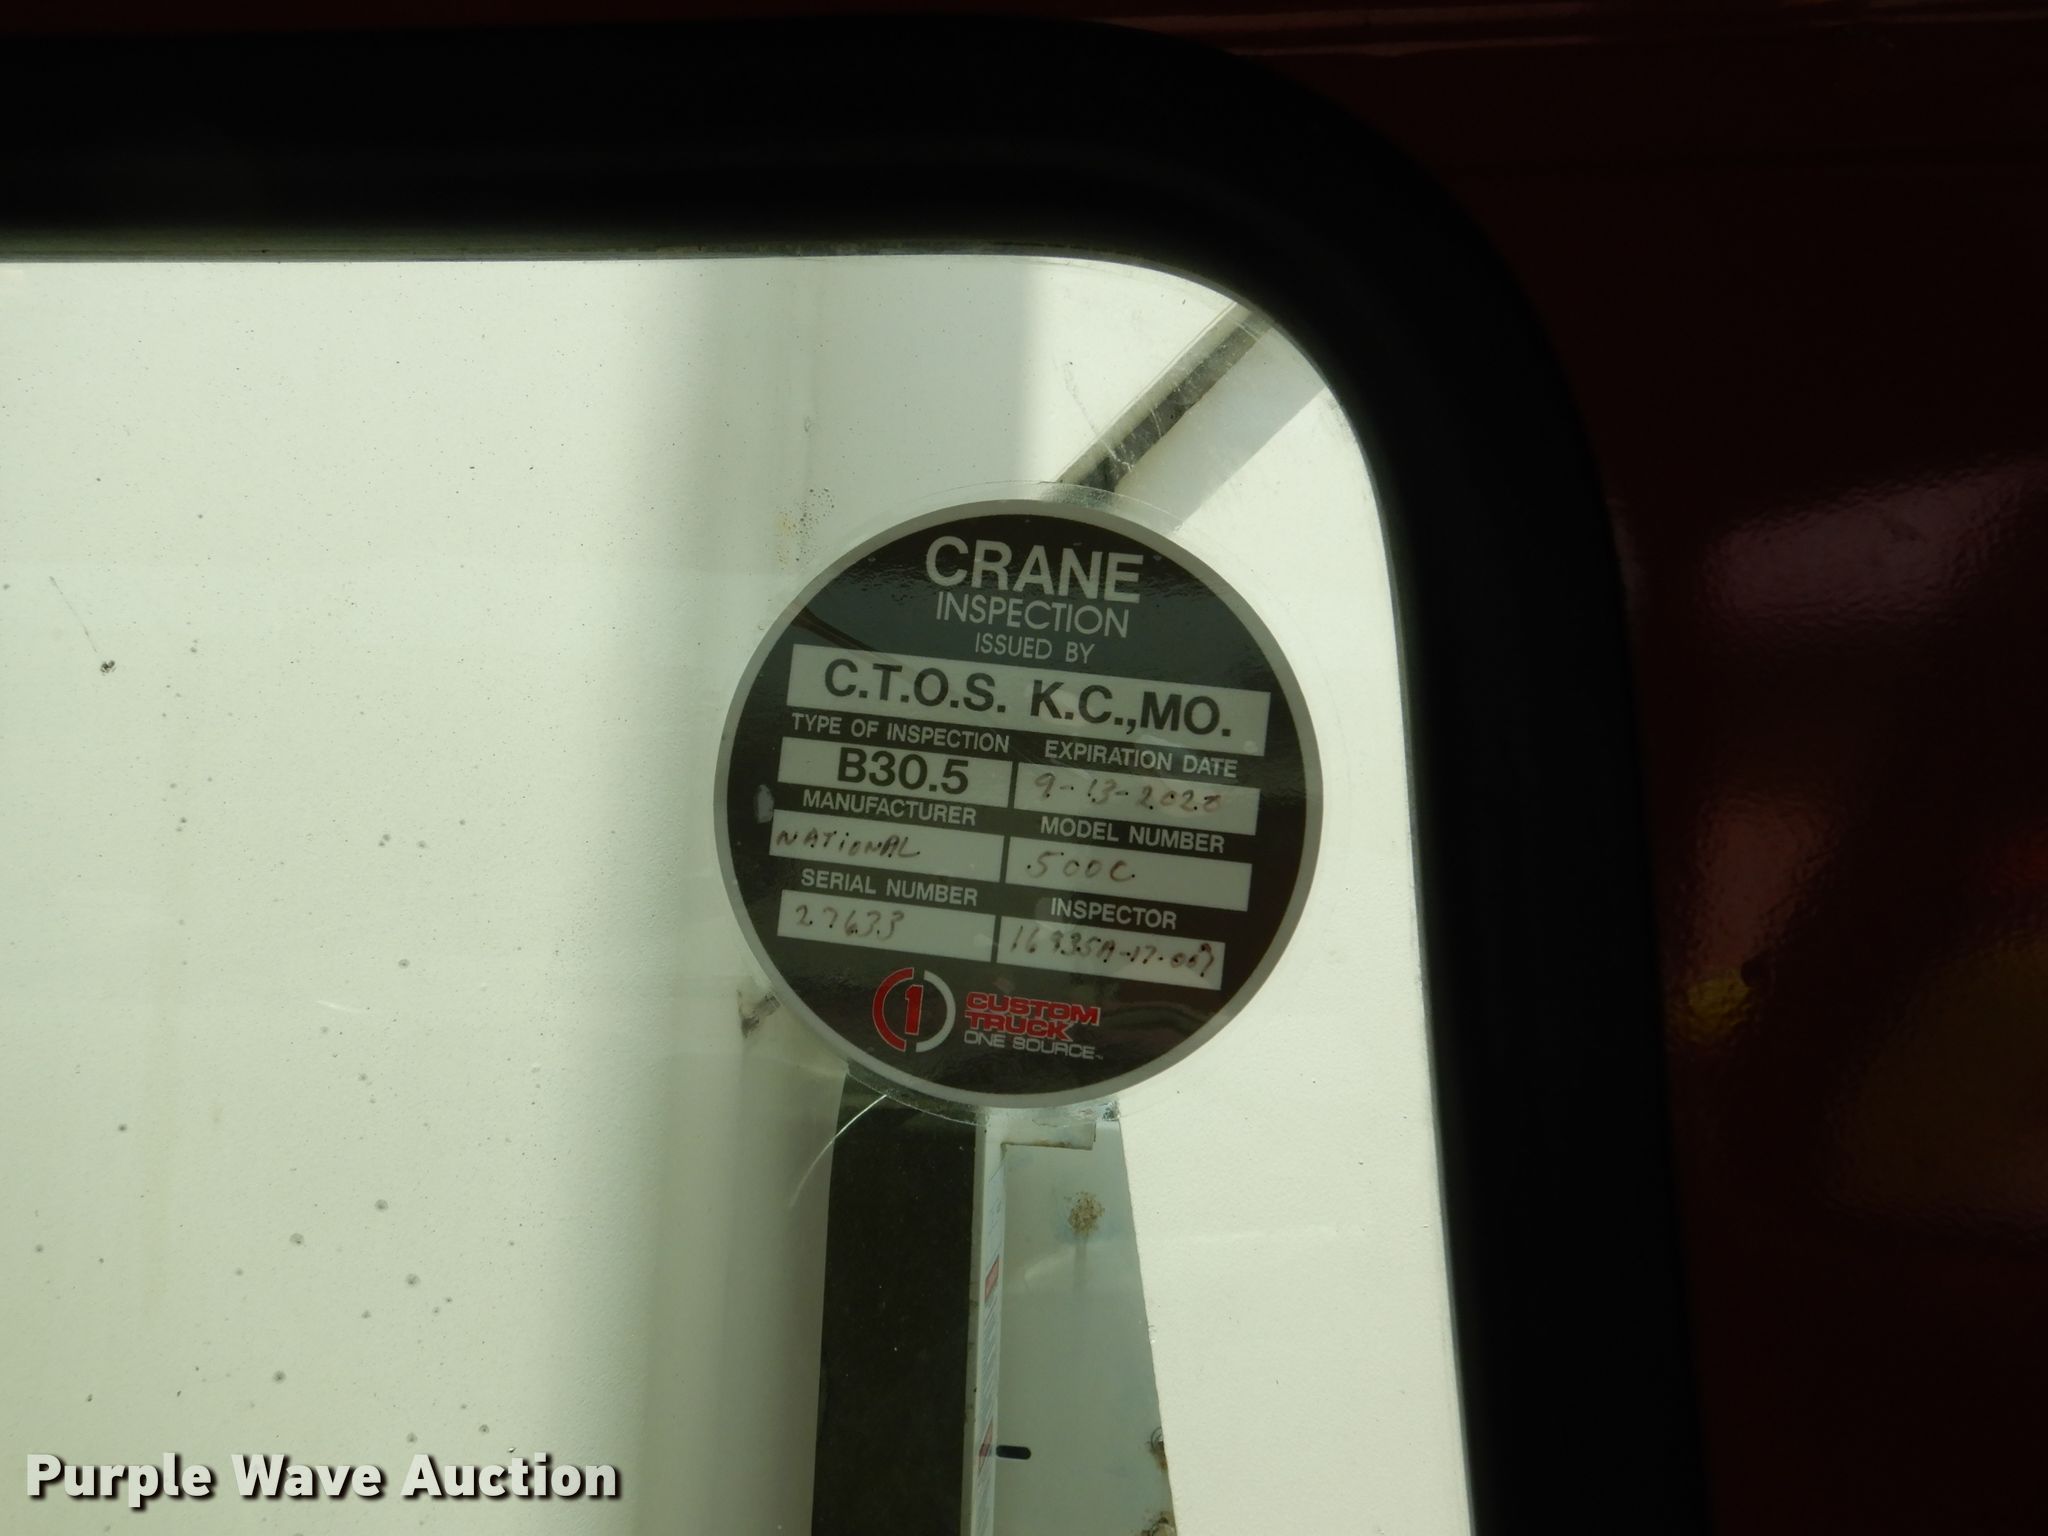 CRANE
INSPECTION
ISSUED BY
C.T.O.S. K.C.,MO.
TYPE OF INSPECTION EXPIRATION DATE
B30.5 9-13-2020
MANUFACTURER MODEL NUMBER
NATIONAL 500C
SERIAL NUMBER INSPECTOR
27633
1 CUSTOM
TRUCK
ONE SOURCE
Purple Wave Auction